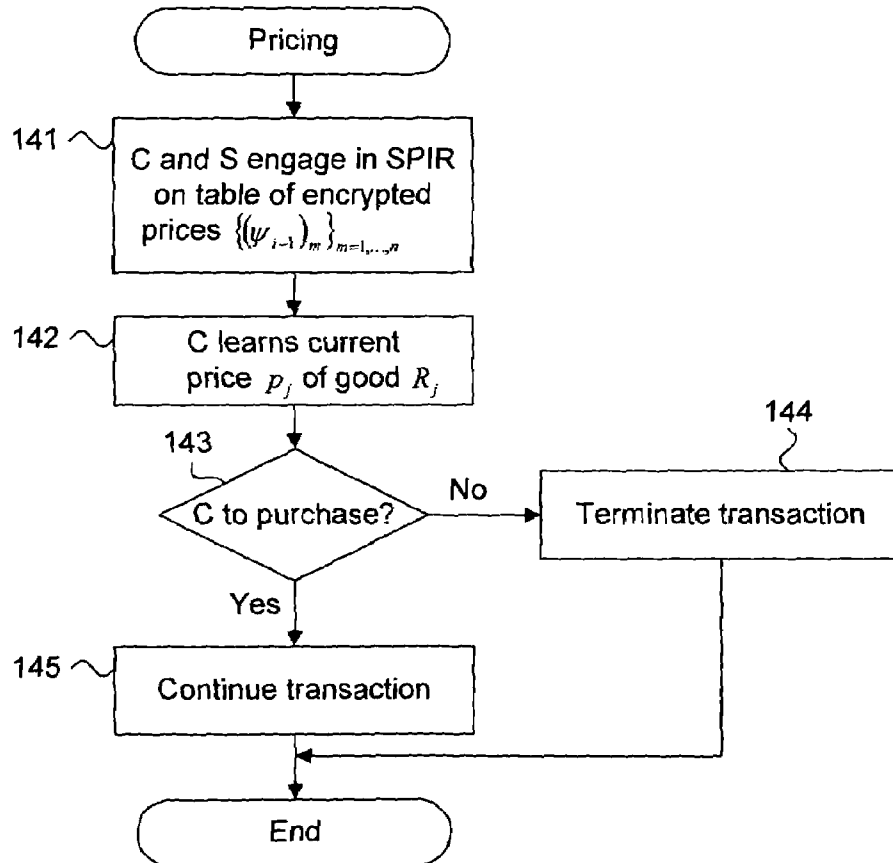 Pricing
141
C and S engage in SPIR
on table of encrypted
prices {(ψ_{i-1})_m}_{m=1,...,n}
142
C learns current
price p_j of good R_j
143
C to purchase?
No
144
Terminate transaction
Yes
145
Continue transaction
End